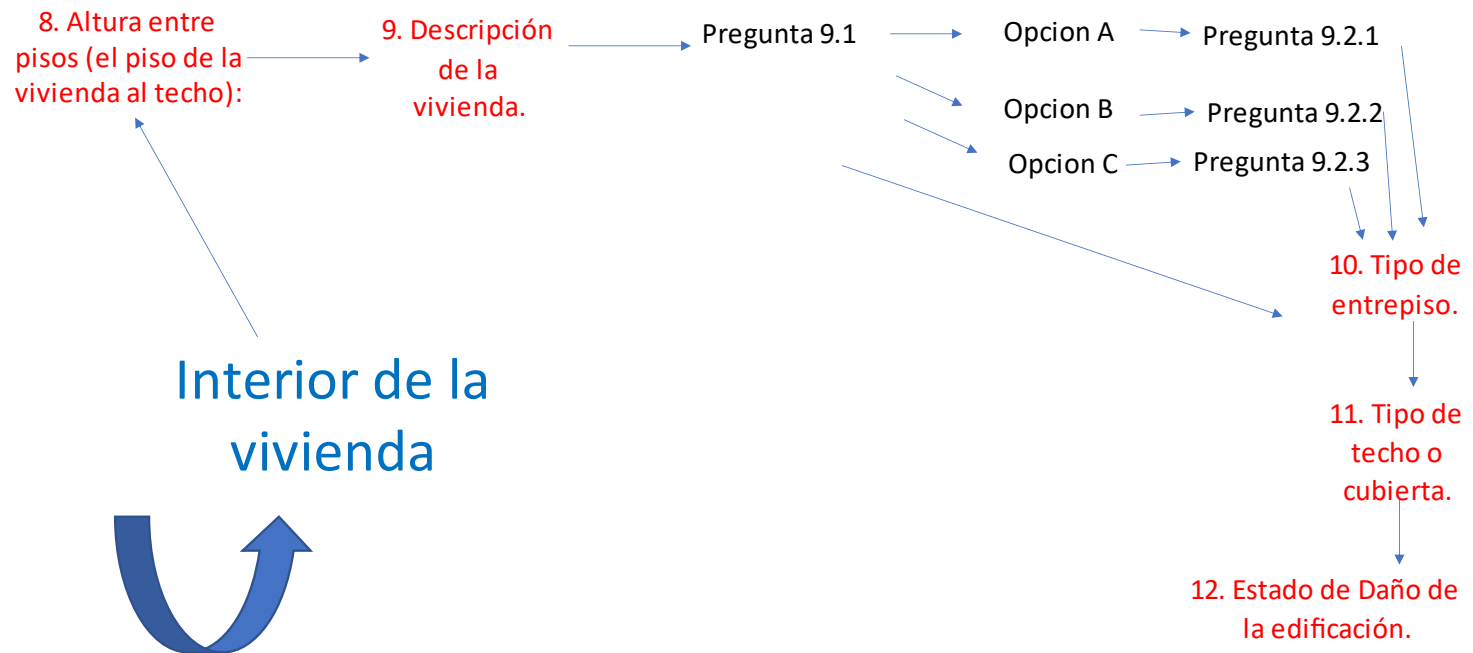 8. Altura entre
pisos (el piso de la
vivienda al techo):
9. Descripción
de la
vivienda.
Pregunta 9.1
Opcion A
Pregunta 9.2.1
Opcion B
Pregunta 9.2.2
Opcion C
Pregunta 9.2.3
10. Tipo de
entrepiso.
Interior de la
vivienda
11. Tipo de
techo o
cubierta.
12. Estado de Daño de
la edificación.